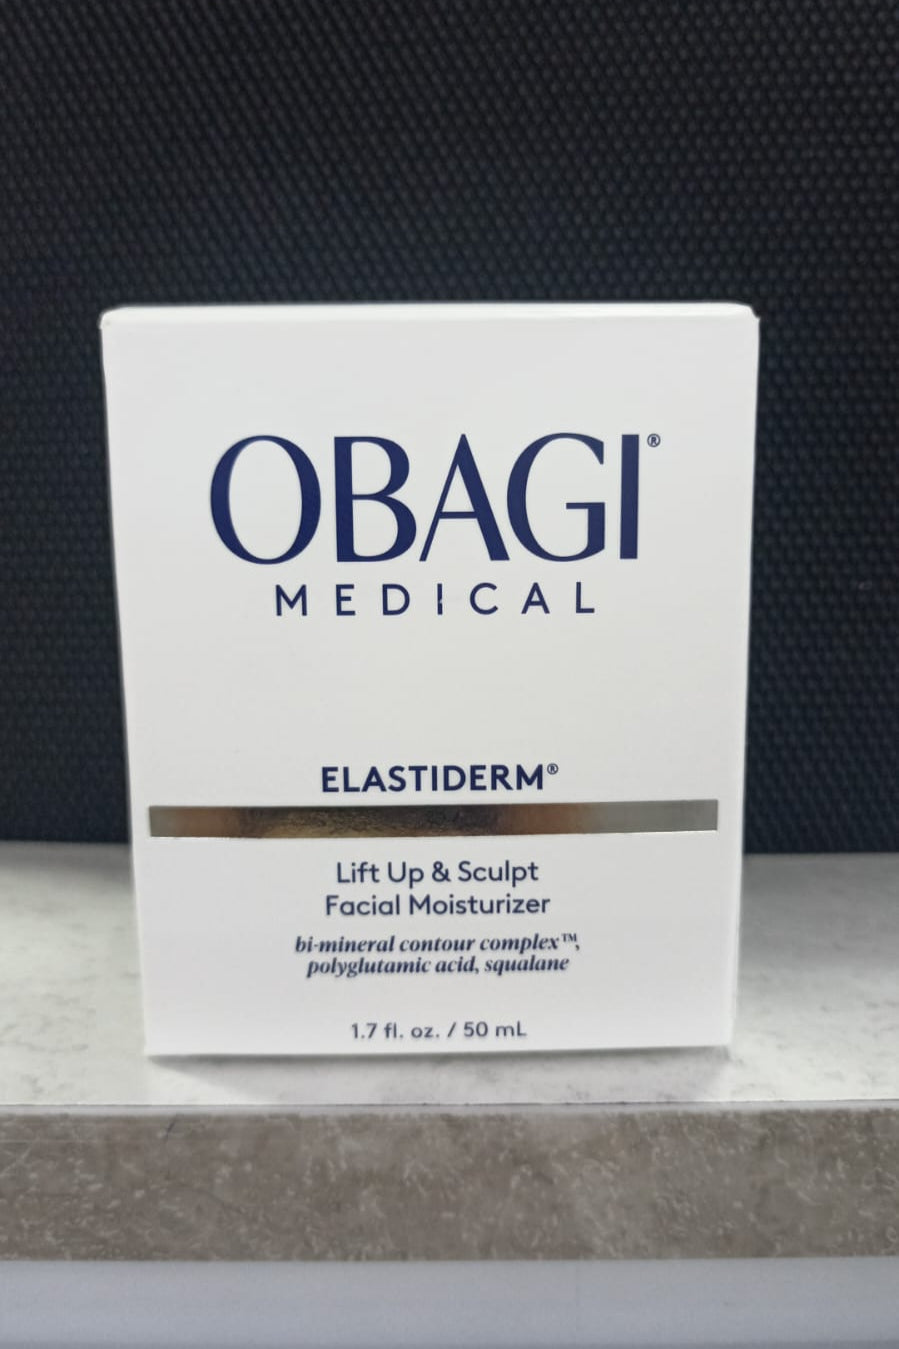 OBAGI®
MEDICAL
ELASTIDERM®
Lift Up & Sculpt
Facial Moisturizer
bi-mineral contour complex™,
polyglutamic acid, squalane
1.7 fl. oz. / 50 mL